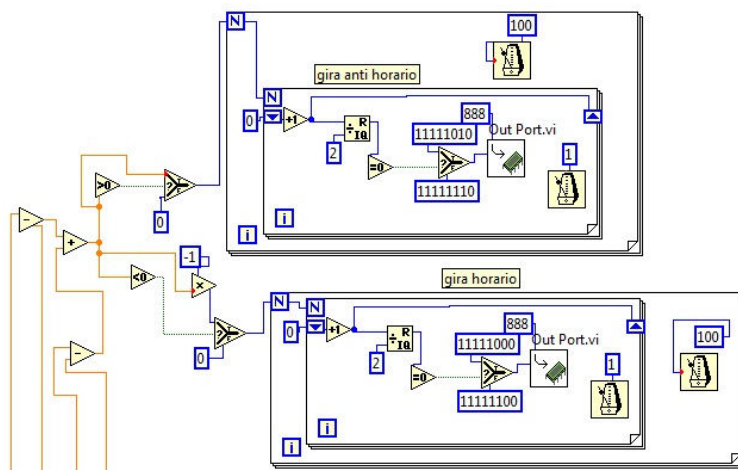 N
100
gira anti horario
N
0
+1
R
÷IQ
888
11111010
Out Port.vi
2
=0
?
T
F
1
11111110
>0
?
T
F
0
i
i
-
+
-1
<0
x
gira horario
N
N
?
T
F
0
0
+1
R
÷IQ
888
11111000
Out Port.vi
100
2
=0
?
T
F
1
11111100
-
i
i